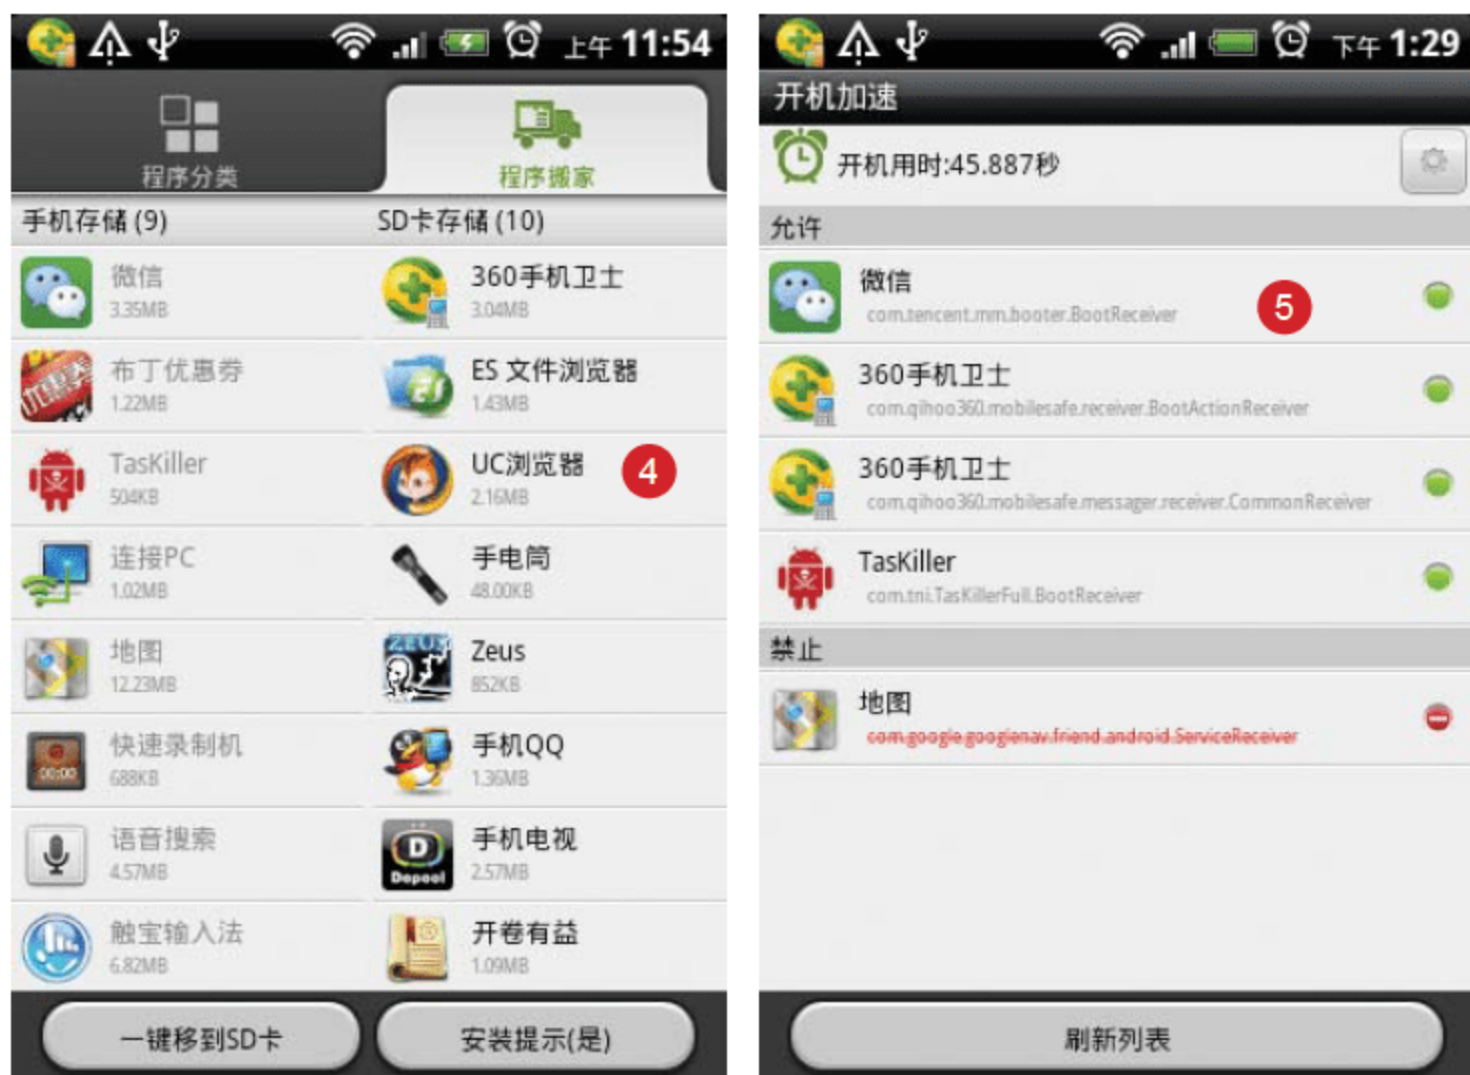 上午 11:54
程序分类
程序搬家
手机存储 (9)
SD卡存储 (10)
微信
3.35MB
360手机卫士
3.04MB
布丁优惠券
1.22MB
ES 文件浏览器
1.43MB
TasKiller
504KB
UC浏览器
2.16MB
4
连接PC
1.02MB
手电筒
48.00KB
地图
12.23MB
ZEUS
Zeus
852KB
快速录制机
688KB
00:00
手机QQ
1.36MB
语音搜索
4.57MB
D
Dopool
手机电视
2.57MB
触宝输入法
6.82MB
开卷有益
1.09MB
一键移到SD卡
安装提示(是)
下午 1:29
开机加速
开机用时:45.887秒
允许
微信
com.tencent.mm.booter.BootReceiver
5
360手机卫士
com.qihoo360.mobilesafe.receiver.BootActionReceiver
360手机卫士
com.qihoo360.mobilesafe.messager.receiver.CommonReceiver
TasKiller
com.tni.TasKillerFull.BootReceiver
禁止
地图
com.google.googlenav.friend.android.ServiceReceiver
刷新列表